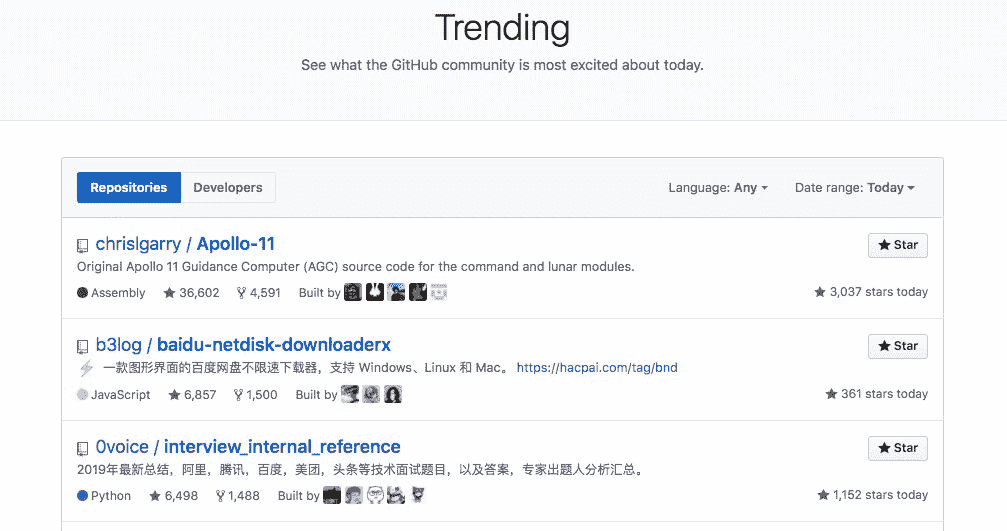 Trending
See what the GitHub community is most excited about today.
Repositories Developers Language: Any Date range: Today
chrislgarry / Apollo-11 Star
Original Apollo 11 Guidance Computer (AGC) source code for the command and lunar modules.
Assembly 36,602 4,591 Built by 3,037 stars today
b3log / baidu-netdisk-downloaderx Star
一款图形界面的百度网盘不限速下载器，支持 Windows、Linux 和 Mac。 https://hacpai.com/tag/bnd
JavaScript 6,857 1,500 Built by 361 stars today
0voice / interview_internal_reference Star
2019年最新总结，阿里，腾讯，百度，美团，头条等技术面试题目，以及答案，专家出题人分析汇总。
Python 6,498 1,488 Built by 1,152 stars today